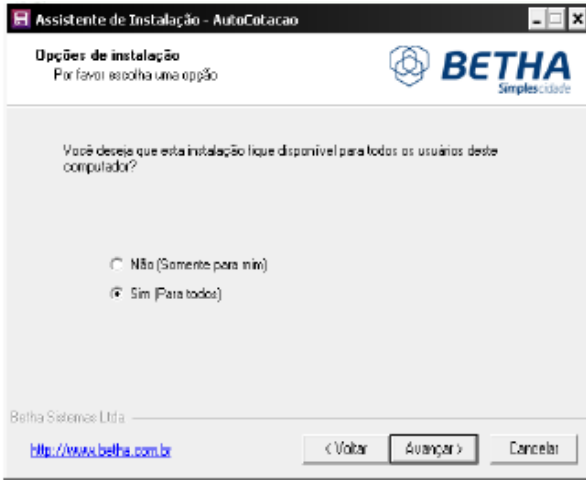 Assistente de Instalação - AutoCotacao
Opções de instalação
Por favor escolha uma opção
BETHA
Simplescidade
Você deseja que esta instalação fique disponível para todos os usuários deste
computador?
Não (Somente para mim)
Sim (Para todos)
Betha Sistemas Ltda
http://www.betha.com.br
< Voltar
Avançar >
Cancelar